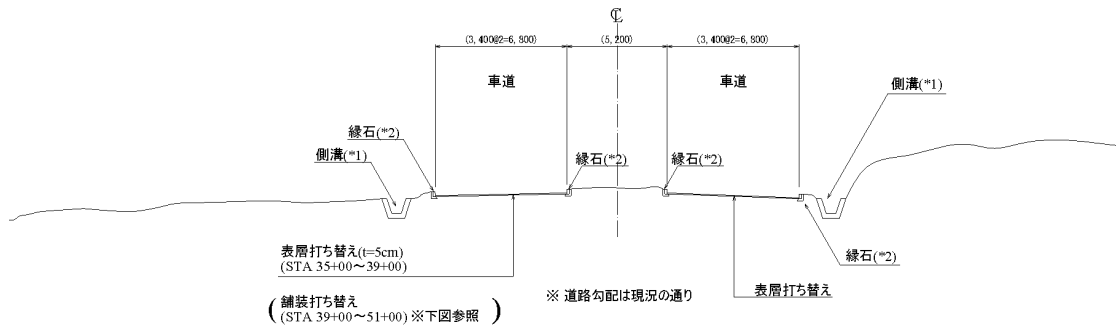 ℄
(3,400@2=6,800)
(5,200)
(3,400@2=6,800)
車道
車道
側溝(*1)
縁石(*2)
側溝(*1)
縁石(*2)
縁石(*2)
縁石(*2)
表層打ち替え(t=5cm)
(STA 35+00～39+00)
※ 道路勾配は現況の通り
表層打ち替え
(舗装打ち替え
(STA 39+00～51+00) ※下図参照)